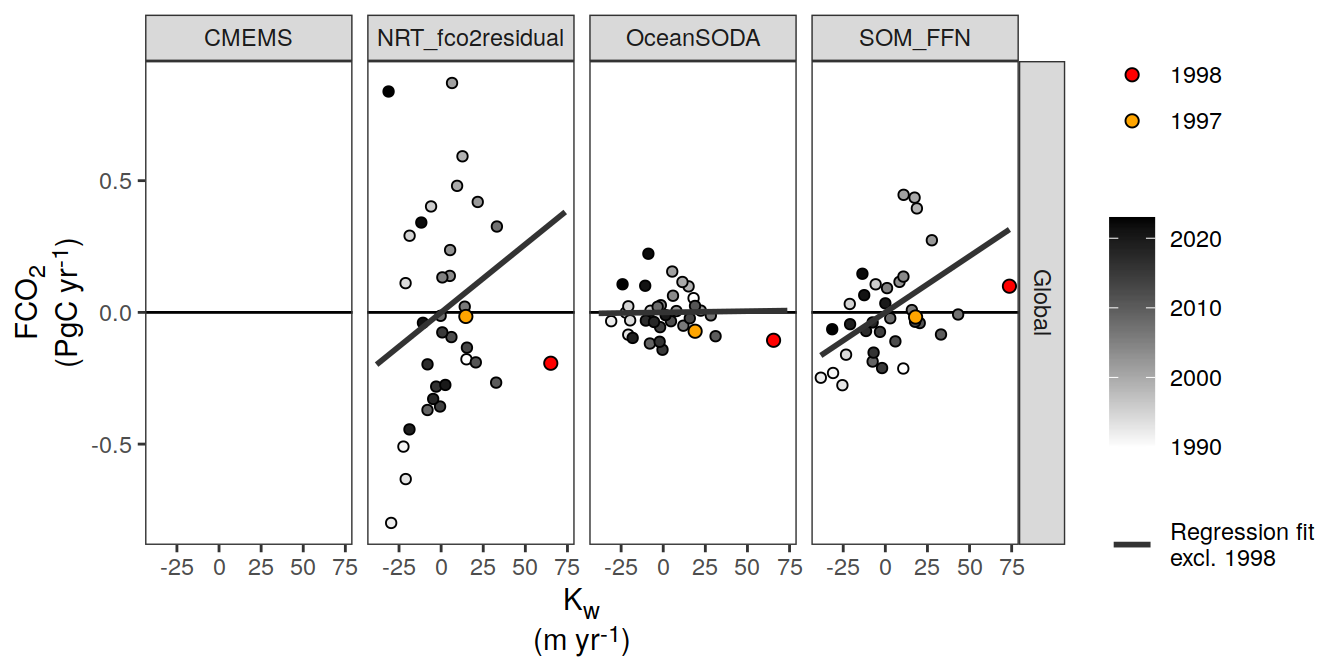 CMEMS NRT_fco2residual OceanSODA SOM_FFN
FCO2
(PgC yr-1)
0.5
0.0
-0.5
Global
-25 0 25 50 75 -25 0 25 50 75 -25 0 25 50 75 -25 0 25 50 75
Kw
(m yr-1)
1998
1997
2020
2010
2000
1990
Regression fit
excl. 1998